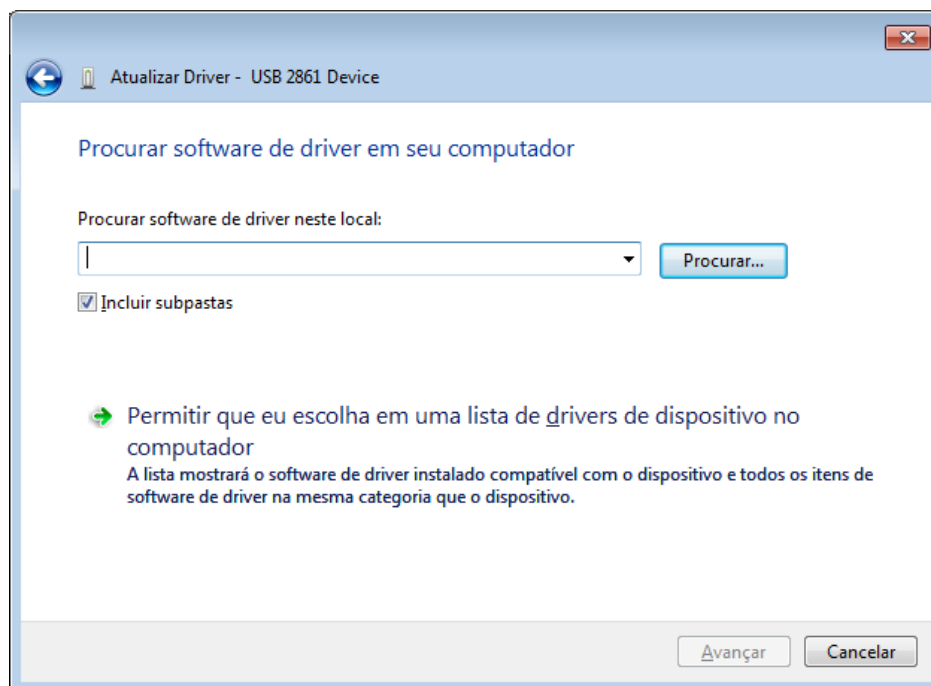 Atualizar Driver - USB 2861 Device
Procurar software de driver em seu computador
Procurar software de driver neste local:
Procurar...
Incluir subpastas
Permitir que eu escolha em uma lista de drivers de dispositivo no
computador
A lista mostrará o software de driver instalado compatível com o dispositivo e todos os itens de
software de driver na mesma categoria que o dispositivo.
Avançar
Cancelar